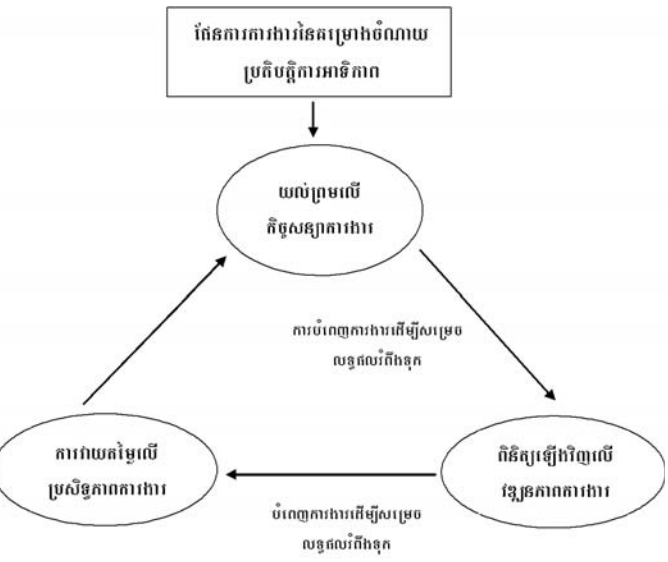 ផែនការការងារនៃគម្រោងចំណាយ
ប្រតិបត្តិការអាទិភាព
យល់ព្រមលើ
កិច្ចសន្យាការងារ
ការបំពេញការងារដើម្បីសម្រេច
លទ្ធផលរំពឹងទុក
ការវាយតម្លៃលើ
ប្រសិទ្ធភាពការងារ
ពិនិត្យឡើងវិញលើ
វឌ្ឍនភាពការងារ
បំពេញការងារដើម្បីសម្រេច
លទ្ធផលរំពឹងទុក